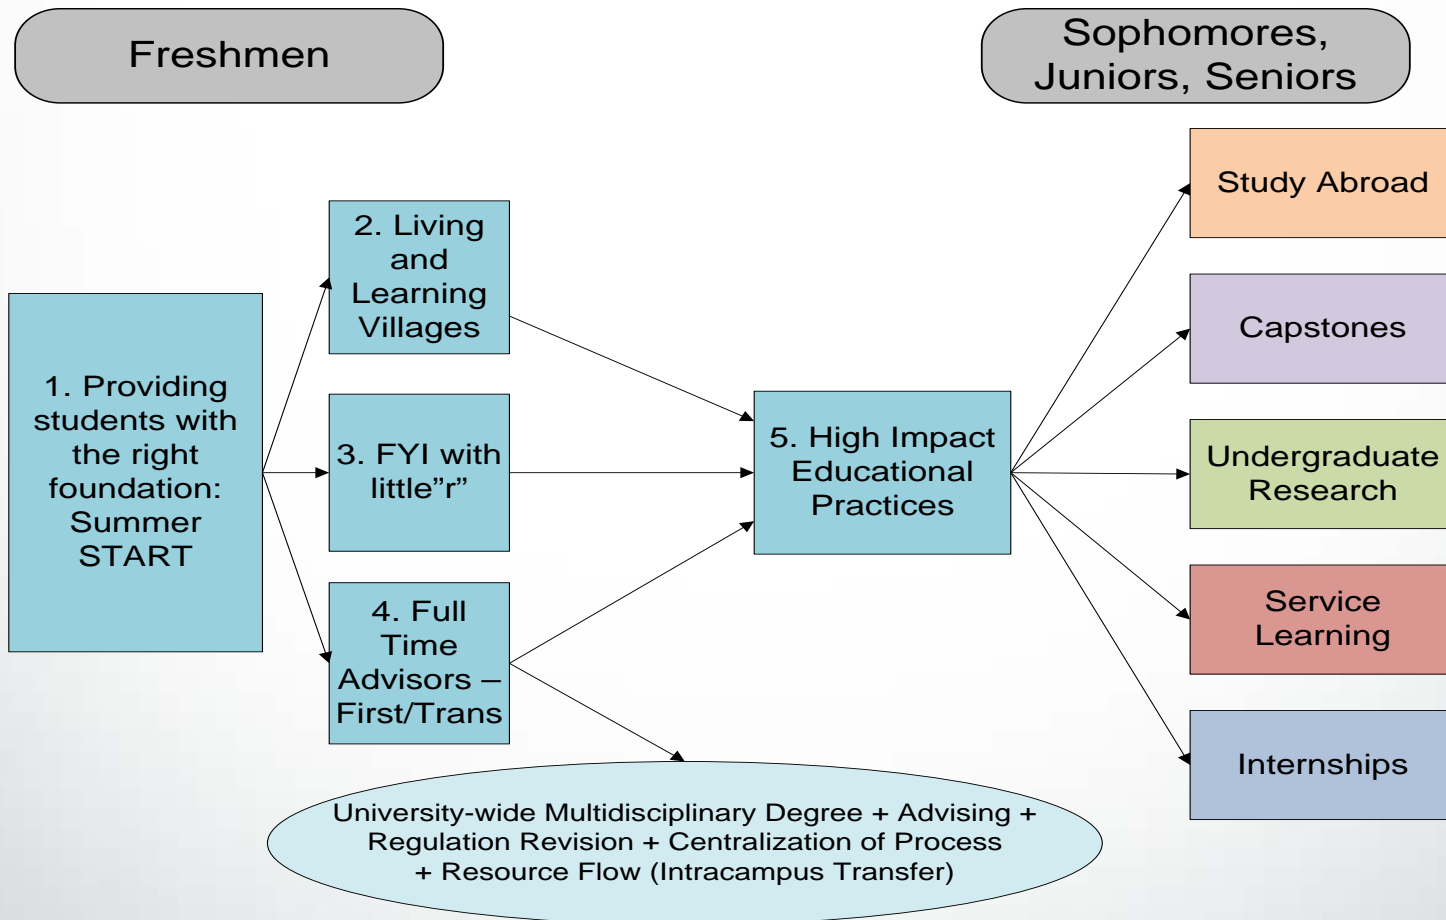 Freshmen
Sophomores,
Juniors, Seniors
1. Providing
students with
the right
foundation:
Summer
START
2. Living
and
Learning
Villages
3. FYI with
little”r”
4. Full
Time
Advisors –
First/Trans
5. High Impact
Educational
Practices
Study Abroad
Capstones
Undergraduate
Research
Service
Learning
Internships
University-wide Multidisciplinary Degree + Advising +
Regulation Revision + Centralization of Process
+ Resource Flow (Intracampus Transfer)